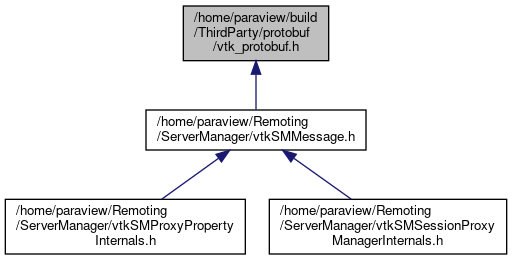 /home/paraview/build
/ThirdParty/protobuf
/vtk_protobuf.h
/home/paraview/Remoting
/ServerManager/vtkSMMessage.h
/home/paraview/Remoting
/ServerManager/vtkSMProxyProperty
Internals.h
/home/paraview/Remoting
/ServerManager/vtkSMSessionProxy
ManagerInternals.h